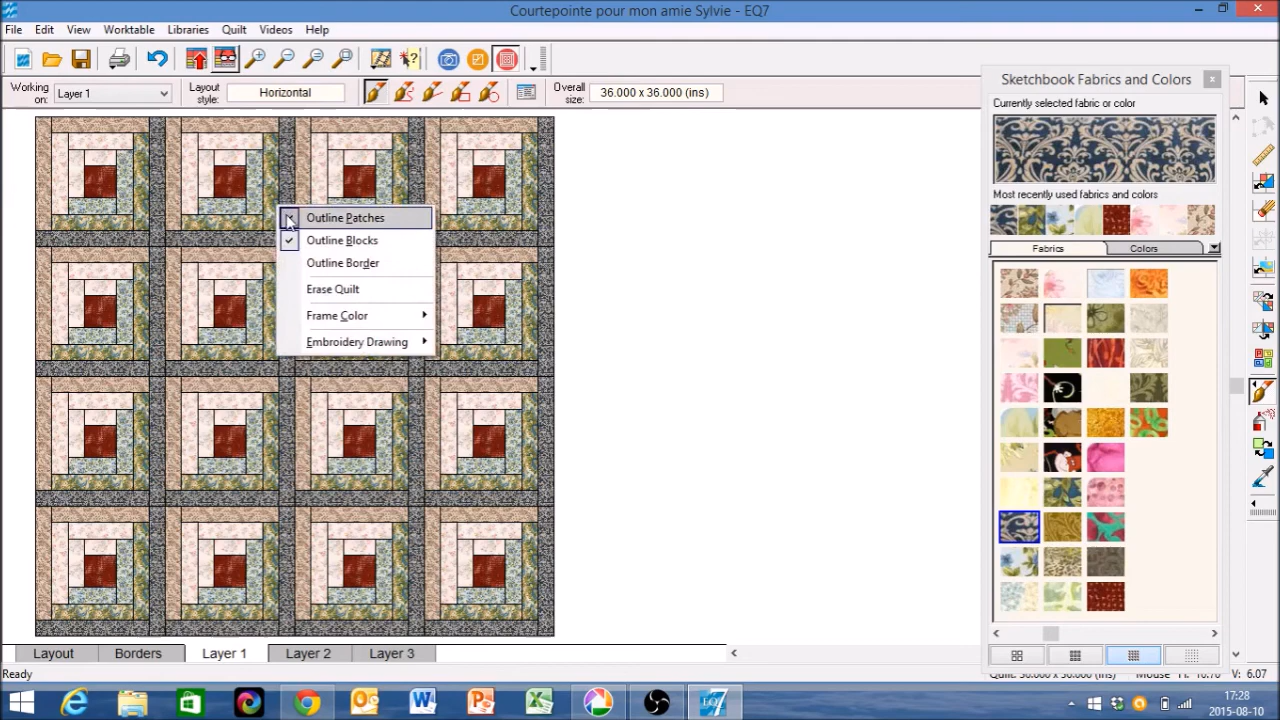 Courtepointe pour mon amie Sylvie - EQ7
File Edit View Worktable Libraries Quilt Videos Help
Working on: Layer 1 Layout style: Horizontal Overall size: 36.000 x 36.000 (ins)
Sketchbook Fabrics and Colors
Currently selected fabric or color
Most recently used fabrics and colors
Fabrics Colors
Outline Patches
Outline Blocks
Outline Border
Erase Quilt
Frame Color
Embroidery Drawing
Layout Borders Layer 1 Layer 2 Layer 3
Ready
V: 6.07
17:28
2015-08-10